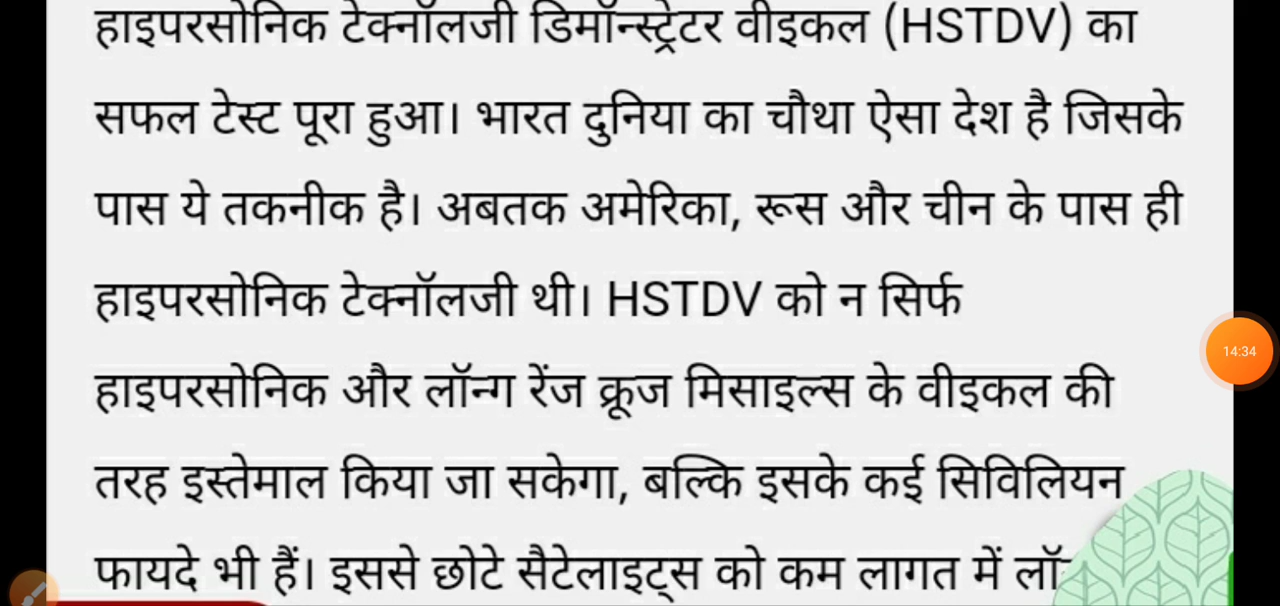 हाइपरसोनिक टेक्नॉलजी डिमॉन्स्ट्रेटर वीइकल (HSTDV) का
सफल टेस्ट पूरा हुआ। भारत दुनिया का चौथा ऐसा देश है जिसके
पास ये तकनीक है। अबतक अमेरिका, रूस और चीन के पास ही
हाइपरसोनिक टेक्नॉलजी थी। HSTDV को न सिर्फ
14:34
हाइपरसोनिक और लॉन्ग रेंज क्रूज मिसाइल्स के वीइकल की
तरह इस्तेमाल किया जा सकेगा, बल्कि इसके कई सिविलियन
फायदे भी हैं। इससे छोटे सैटेलाइट्स को कम लागत में